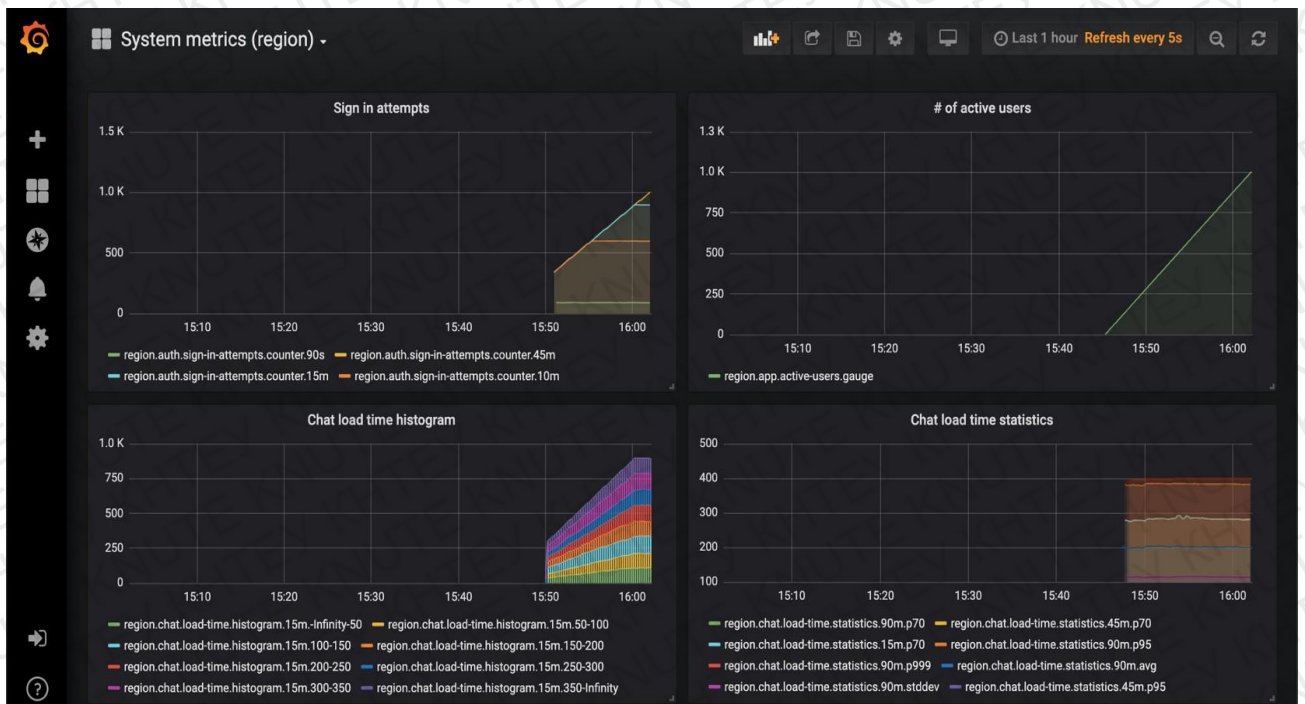 System metrics (region)
Last 1 hour Refresh every 5s
Sign in attempts
1.5 K
1.0 K
500
0
15:10 15:20 15:30 15:40 15:50 16:00
region.auth.sign-in-attempts.counter.90s region.auth.sign-in-attempts.counter.45m
region.auth.sign-in-attempts.counter.15m region.auth.sign-in-attempts.counter.10m
# of active users
1.3 K
1.0 K
750
500
250
0
15:10 15:20 15:30 15:40 15:50 16:00
region.app.active-users.gauge
Chat load time histogram
1.0 K
750
500
250
0
15:10 15:20 15:30 15:40 15:50 16:00
region.chat.load-time.histogram.15m.-Infinity-50 region.chat.load-time.histogram.15m.50-100
region.chat.load-time.histogram.15m.100-150 region.chat.load-time.histogram.15m.150-200
region.chat.load-time.histogram.15m.200-250 region.chat.load-time.histogram.15m.250-300
region.chat.load-time.histogram.15m.300-350 region.chat.load-time.histogram.15m.350-Infinity
Chat load time statistics
500
400
300
200
100
15:10 15:20 15:30 15:40 15:50 16:00
region.chat.load-time.statistics.90m.p70 region.chat.load-time.statistics.45m.p70
region.chat.load-time.statistics.15m.p70 region.chat.load-time.statistics.90m.p95
region.chat.load-time.statistics.90m.p999 region.chat.load-time.statistics.90m.avg
region.chat.load-time.statistics.90m.stddev region.chat.load-time.statistics.45m.p95